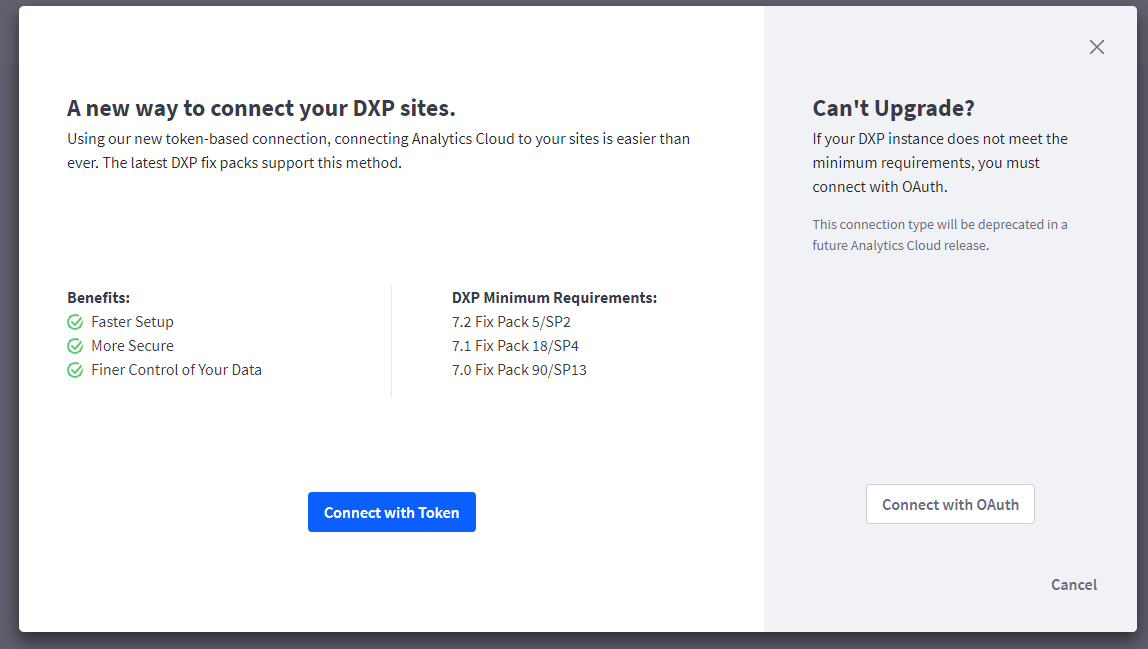 A new way to connect your DXP sites.
Using our new token-based connection, connecting Analytics Cloud to your sites is easier than
ever. The latest DXP fix packs support this method.
Benefits:
Faster Setup
More Secure
Finer Control of Your Data
DXP Minimum Requirements:
7.2 Fix Pack 5/SP2
7.1 Fix Pack 18/SP4
7.0 Fix Pack 90/SP13
Connect with Token
Can't Upgrade?
If your DXP instance does not meet the
minimum requirements, you must
connect with OAuth.
This connection type will be deprecated in a
future Analytics Cloud release.
Connect with OAuth
Cancel